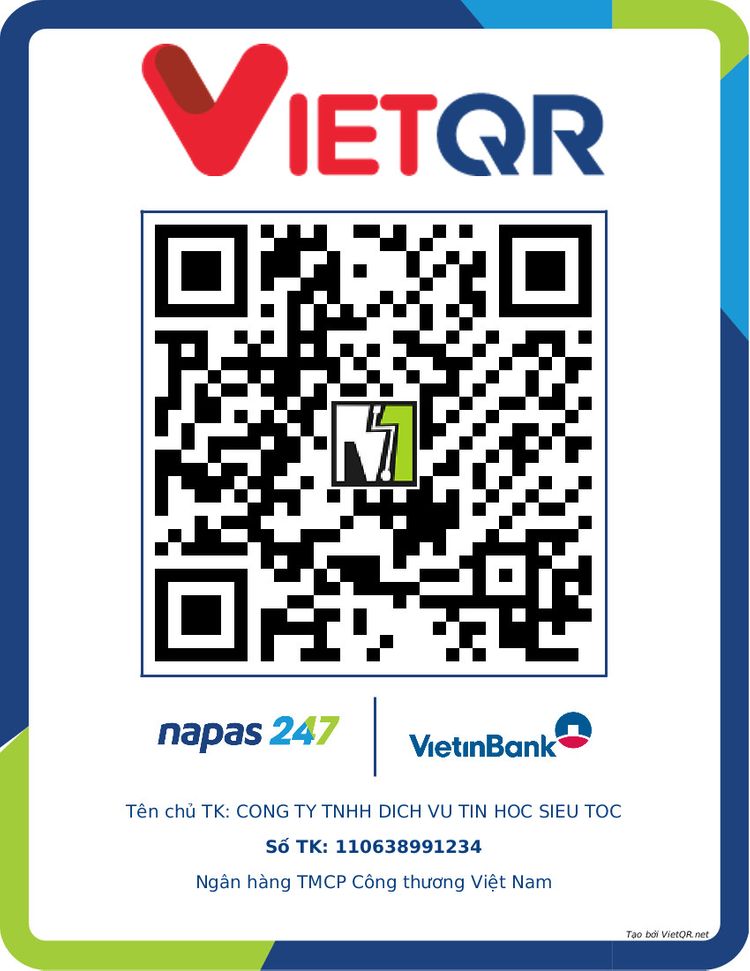 VIETQR
napas 247
VietinBank
Tên chủ TK: CONG TY TNHH DICH VU TIN HOC SIEU TOC
Số TK: 110638991234
Ngân hàng TMCP Công thương Việt Nam
Tạo bởi VietQR.net